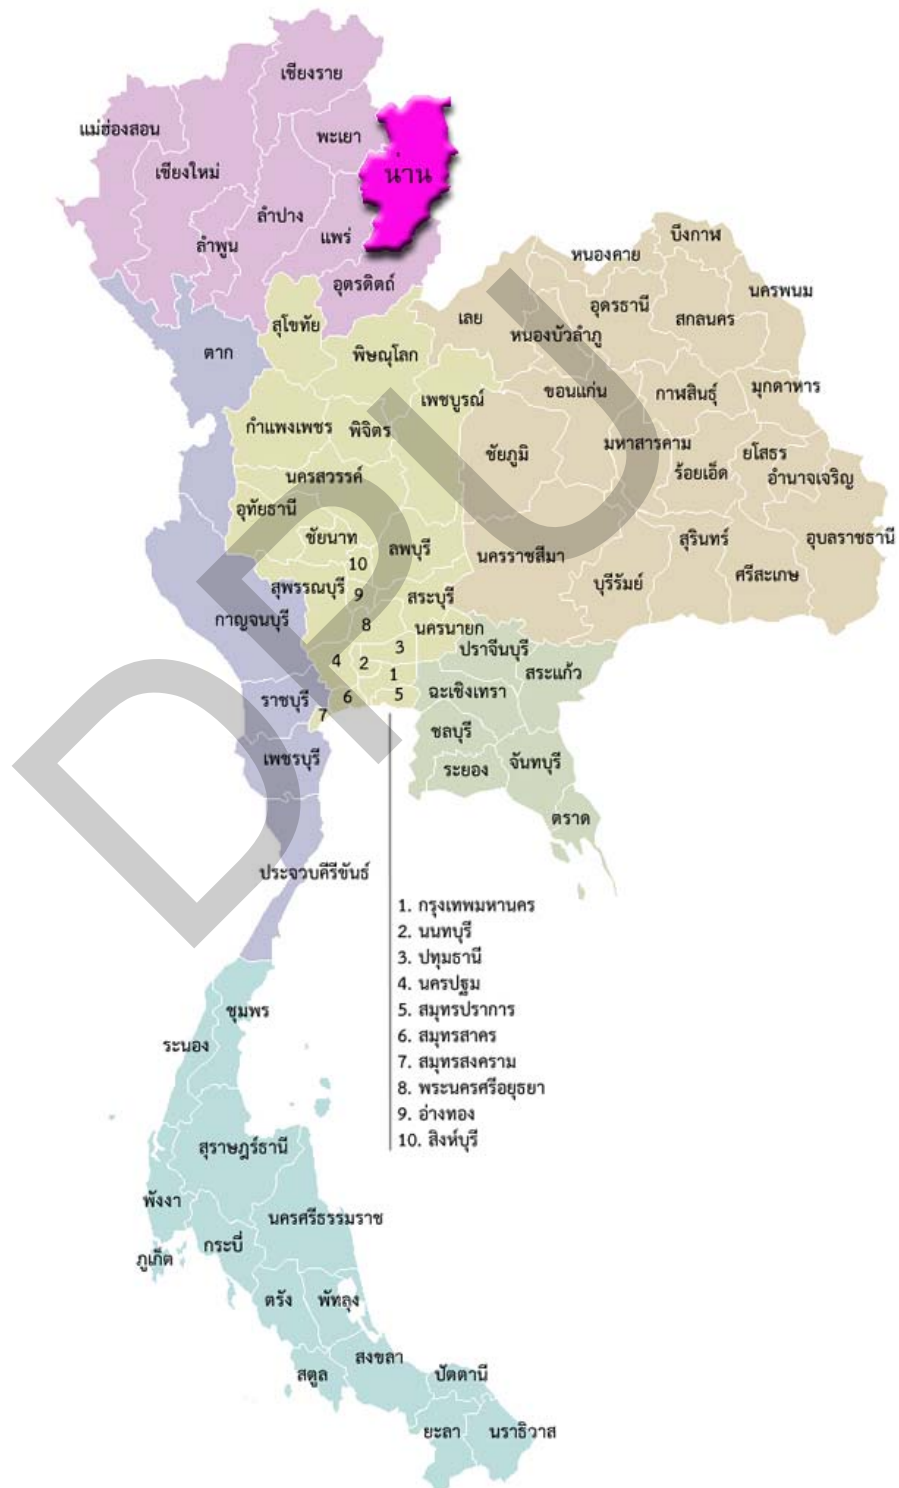 เชียงราย
แม่ฮ่องสอน
พะเยา
น่าน
เชียงใหม่
ลำปาง
แพร่
ลำพูน
อุตรดิตถ์
บึงกาฬ
หนองคาย
นครพนม
อุดรธานี
สกลนคร
เลย
หนองบัวลำภู
สุโขทัย
ตาก
พิษณุโลก
เพชบูรณ์
ขอนแก่น
กาฬสินธุ์
มุกดาหาร
กำแพงเพชร
พิจิตร
มหาสารคาม
ชัยภูมิ
ร้อยเอ็ด
ยโสธร
อำนาจเจริญ
นครสวรรค์
อุทัยธานี
ชัยนาท
ลพบุรี
นครราชสีมา
สุรินทร์
อุบลราชธานี
10
บุรีรัมย์
ศรีสะเกษ
สุพรรณบุรี
9
สระบุรี
กาญจนบุรี
8
นครนายก
3
ปราจีนบุรี
4
2
1
สระแก้ว
ราชบุรี
6
5
ฉะเชิงเทรา
7
ชลบุรี
เพชรบุรี
ระยอง
จันทบุรี
ตราด
ประจวบคีรีขันธ์
1. กรุงเทพมหานคร
2. นนทบุรี
3. ปทุมธานี
4. นครปฐม
5. สมุทรปราการ
6. สมุทรสาคร
7. สมุทรสงคราม
8. พระนครศรีอยุธยา
9. อ่างทอง
10. สิงห์บุรี
ชุมพร
ระนอง
สุราษฎร์ธานี
พังงา
นครศรีธรรมราช
กระบี่
ภูเก็ต
ตรัง
พัทลุง
สงขลา
สตูล
ปัตตานี
ยะลา
นราธิวาส
DPU